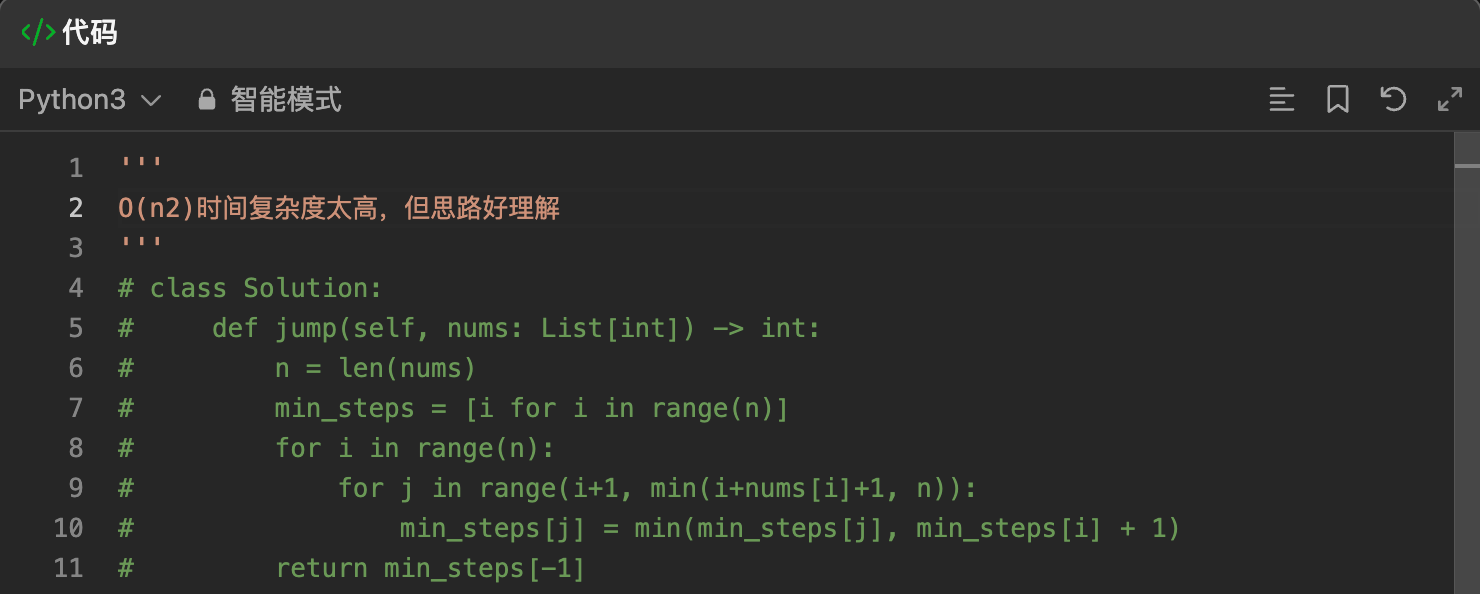 </> 代码
Python3 智能模式
1 '''
2 O(n2)时间复杂度太高，但思路好理解
3 '''
4 # class Solution:
5 #     def jump(self, nums: List[int]) -> int:
6 #         n = len(nums)
7 #         min_steps = [i for i in range(n)]
8 #         for i in range(n):
9 #             for j in range(i+1, min(i+nums[i]+1, n)):
10 #                 min_steps[j] = min(min_steps[j], min_steps[i] + 1)
11 #         return min_steps[-1]